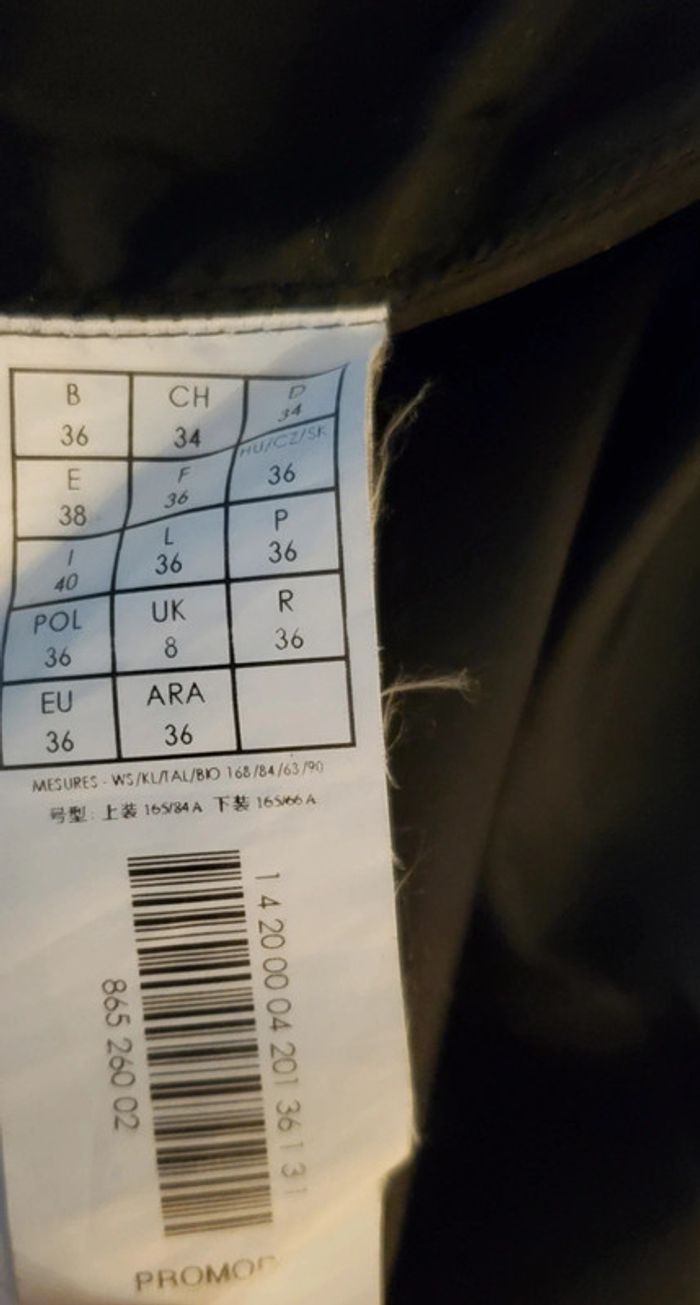 B CH D
36 34 34
E F HU/CZ/SK
38 36 36
I L P
40 36 36
POL UK R
36 8 36
EU ARA
36 36
MESURES - WS/KL/TAL/BIO 168/84/63/90
号型: 上装 165/84A 下装 165/66A
1 4 20 00 04 201 36 1 31
865 260 02
PROMOD